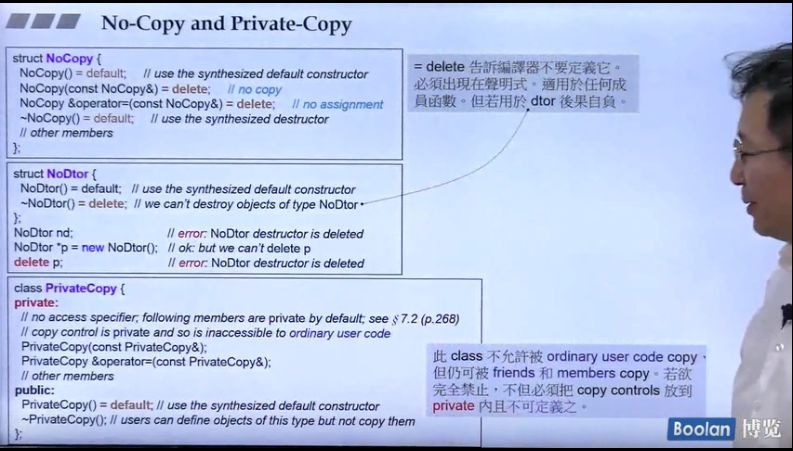 No-Copy and Private-Copy
struct NoCopy {
NoCopy() = default; // use the synthesized default constructor
NoCopy(const NoCopy&) = delete; // no copy
NoCopy &operator=(const NoCopy&) = delete; // no assignment
~NoCopy() = default; // use the synthesized destructor
// other members
};
= delete 告訴編譯器不要定義它。
必須出現在聲明式。適用於任何成
員函數。但若用於 dtor 後果自負。
struct NoDtor {
NoDtor() = default; // use the synthesized default constructor
~NoDtor() = delete; // we can't destroy objects of type NoDtor
};
NoDtor nd; // error: NoDtor destructor is deleted
NoDtor *p = new NoDtor(); // ok: but we can't delete p
delete p; // error: NoDtor destructor is deleted
class PrivateCopy {
private:
// no access specifier; following members are private by default; see §7.2 (p.268)
// copy control is private and so is inaccessible to ordinary user code
PrivateCopy(const PrivateCopy&);
PrivateCopy &operator=(const PrivateCopy&);
// other members
public:
PrivateCopy() = default; // use the synthesized default constructor
~PrivateCopy(); // users can define objects of this type but not copy them
};
此 class 不允許被 ordinary user code copy,
但仍可被 friends 和 members copy。若欲
完全禁止，不但必須把 copy controls 放到
private 內且不可定義之。
Boolan 博览